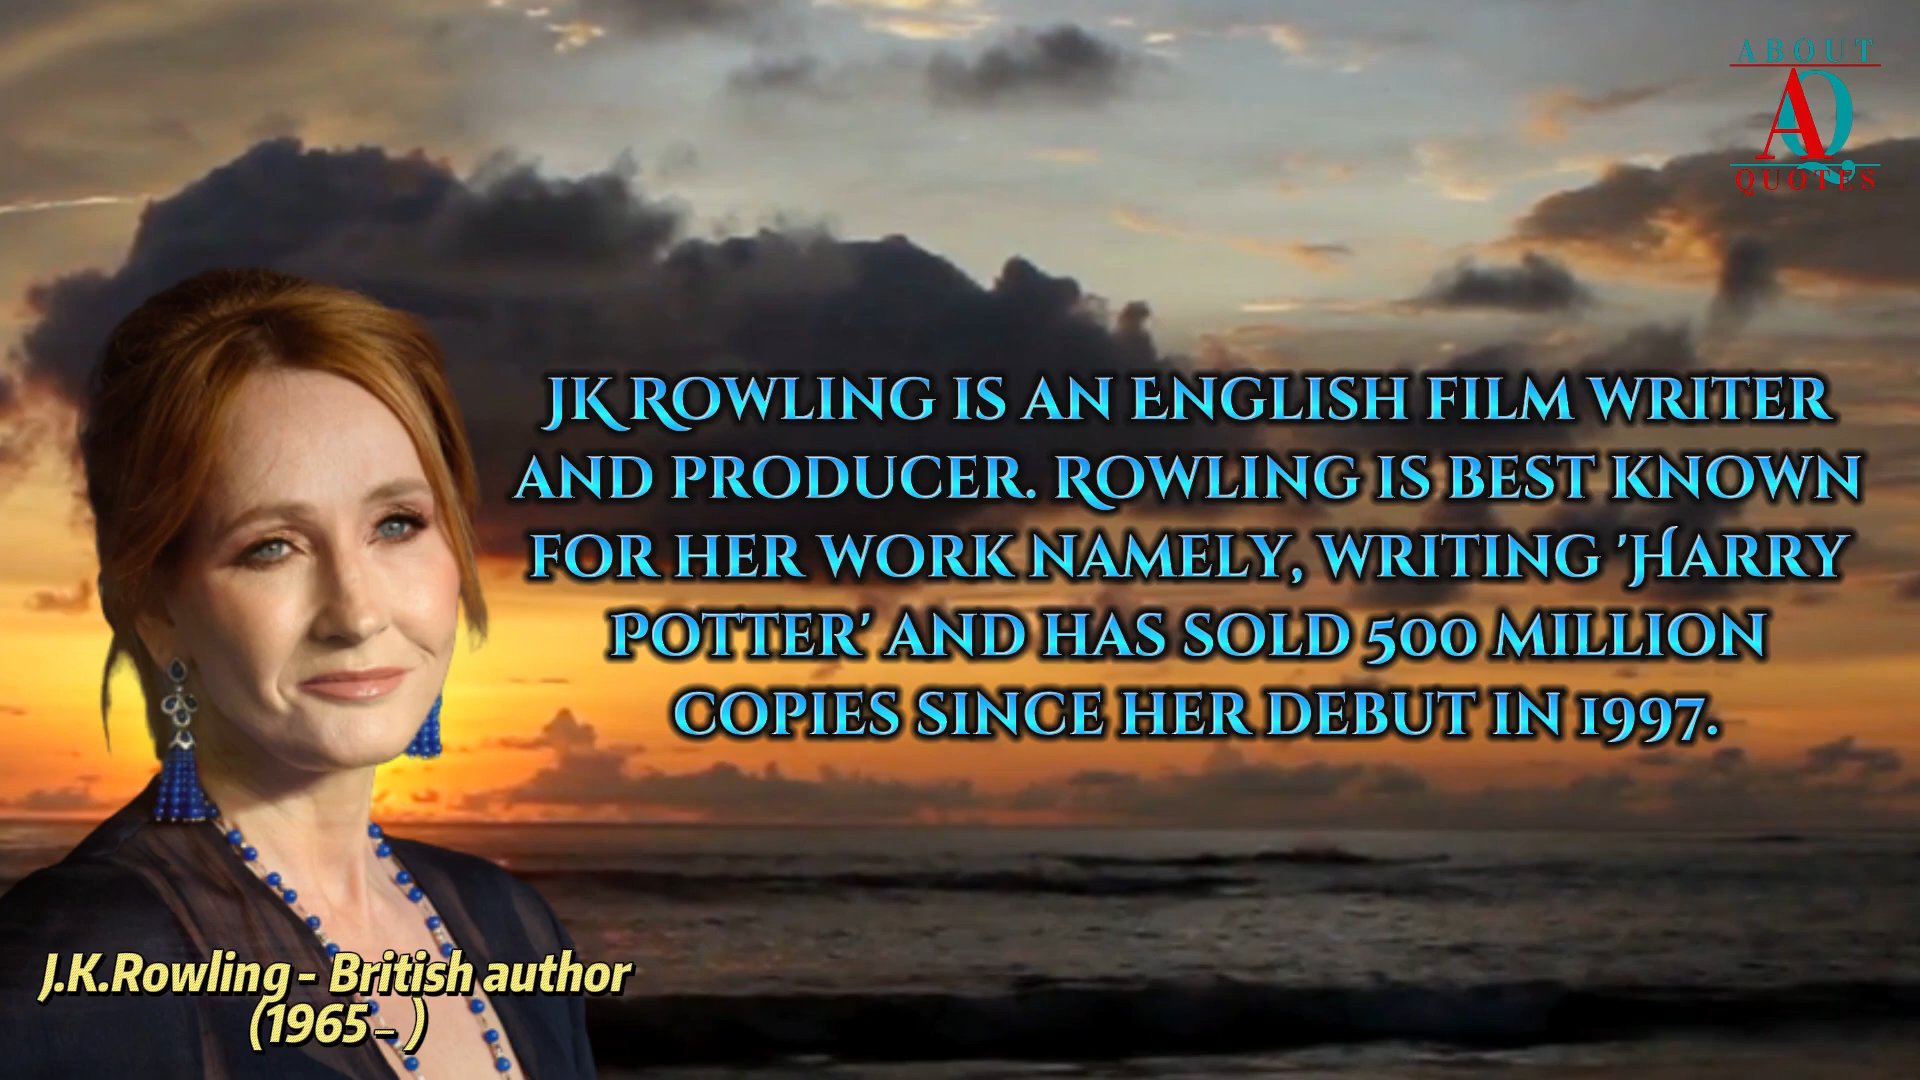 ABOUT
AQ
QUOTES
JK ROWLING IS AN ENGLISH FILM WRITER
AND PRODUCER. ROWLING IS BEST KNOWN
FOR HER WORK NAMELY, WRITING 'HARRY
POTTER' AND HAS SOLD 500 MILLION
COPIES SINCE HER DEBUT IN 1997.
J.K.Rowling - British author
(1965 - )